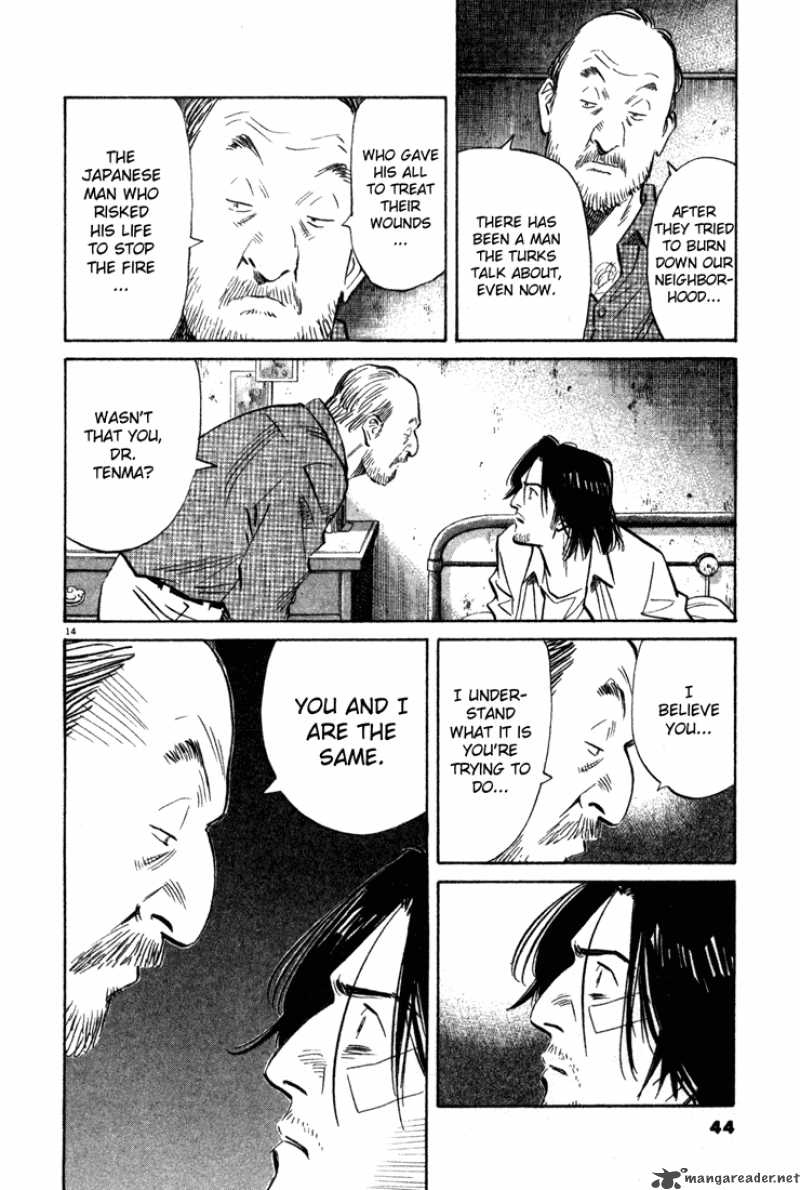 AFTER
THEY TRIED
TO BURN
DOWN OUR
NEIGHBOR-
HOOD...
THERE HAS
BEEN A MAN
THE TURKS
TALK ABOUT,
EVEN NOW.
WHO GAVE
HIS ALL
TO TREAT
THEIR
WOUNDS
...
THE
JAPANESE
MAN WHO
RISKED
HIS LIFE
TO STOP
THE FIRE
...
WASN'T
THAT YOU,
DR.
TENMA?
14
I
BELIEVE
YOU...
I UNDER-
STAND
WHAT IT IS
YOU'RE
TRYING TO
DO...
YOU AND I
ARE THE
SAME.
44
mangareader.net